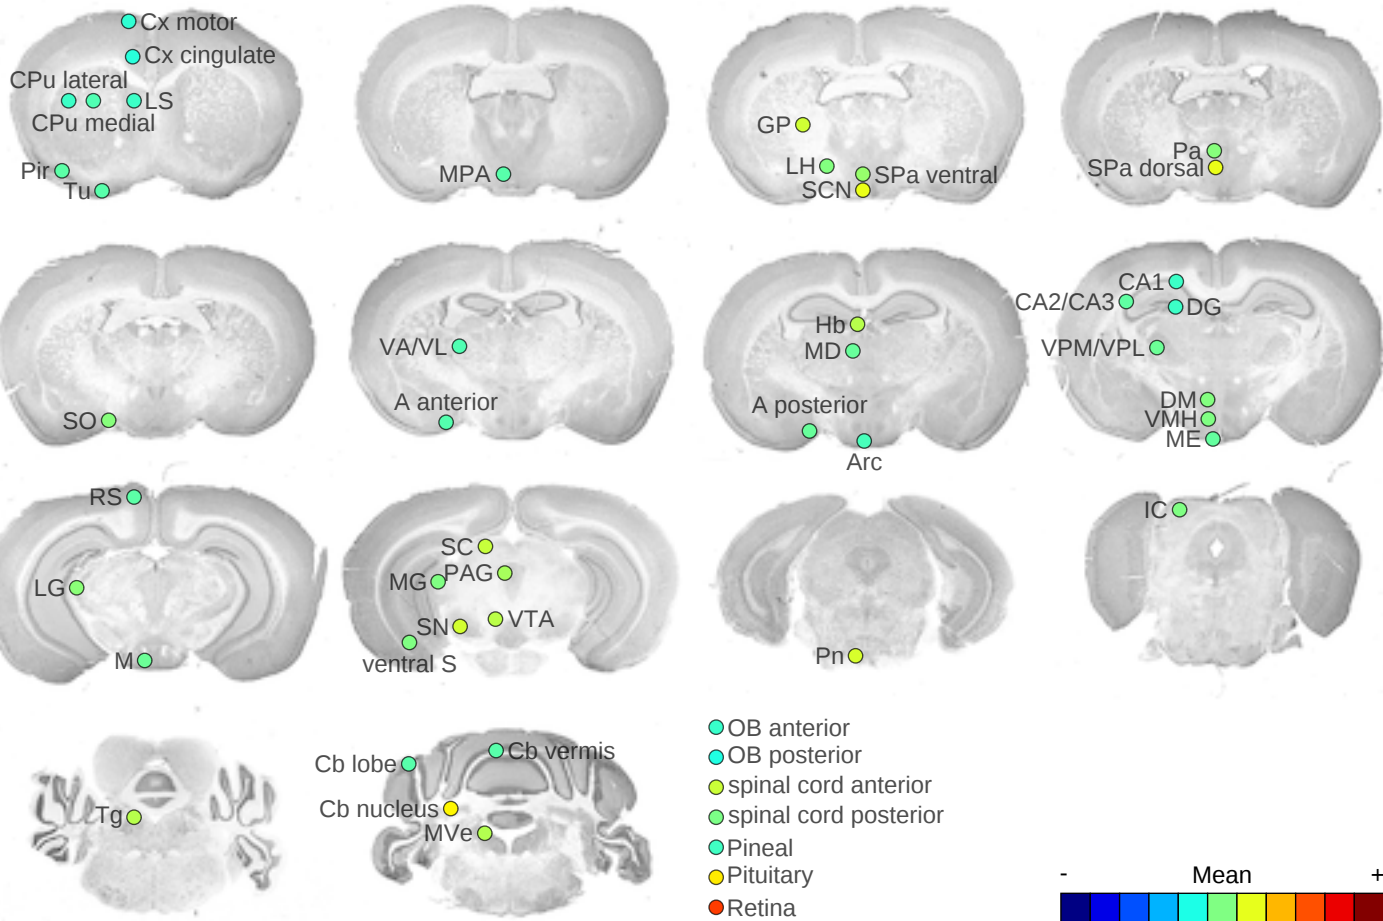 Cx motor
Cx cingulate
CPu lateral
LS
CPu medial
Pir
Tu
MPA
GP
LH
SPa ventral
SCN
Pa
SPa dorsal
SO
VA/VL
A anterior
Hb
MD
A posterior
Arc
CA1
CA2/CA3
DG
VPM/VPL
DM
VMH
ME
RS
LG
M
SC
MG
PAG
SN
VTA
ventral S
Pn
IC
Tg
Cb lobe
Cb vermis
Cb nucleus
MVe
OB anterior
OB posterior
spinal cord anterior
spinal cord posterior
Pineal
Pituitary
Retina
- Mean +